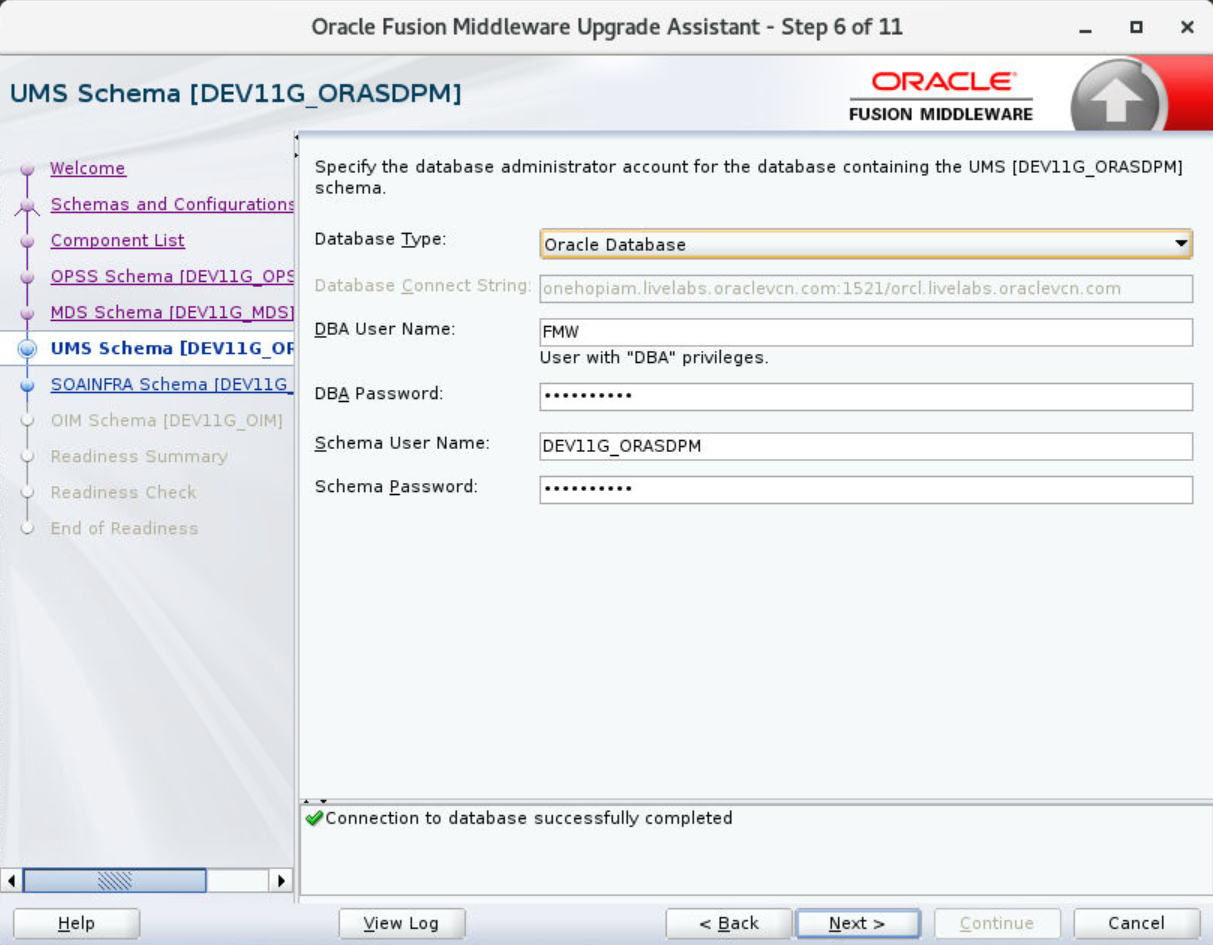 Oracle Fusion Middleware Upgrade Assistant - Step 6 of 11
UMS Schema [DEV11G_ORASDPM]
ORACLE
FUSION MIDDLEWARE
Welcome
Schemas and Configurations
Component List
OPSS Schema [DEV11G_OPS
MDS Schema [DEV11G_MDS]
UMS Schema [DEV11G_OR
SOAINFRA Schema [DEV11G_
OIM Schema [DEV11G_OIM]
Readiness Summary
Readiness Check
End of Readiness
Specify the database administrator account for the database containing the UMS [DEV11G_ORASDPM]
schema.
Database Type: Oracle Database
Database Connect String: onehopiam.livelabs.oraclevcn.com:1521/orcl.livelabs.oraclevcn.com
DBA User Name: FMW
User with "DBA" privileges.
DBA Password: ••••••••••
Schema User Name: DEV11G_ORASDPM
Schema Password: ••••••••••
Connection to database successfully completed
Help View Log < Back Next > Continue Cancel